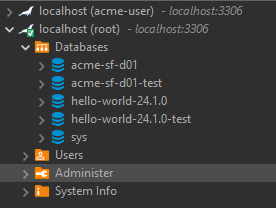 localhost (acme-user) - localhost:3306
localhost (root) - localhost:3306
Databases
acme-sf-d01
acme-sf-d01-test
hello-world-24.1.0
hello-world-24.1.0-test
sys
Users
Administer
System Info